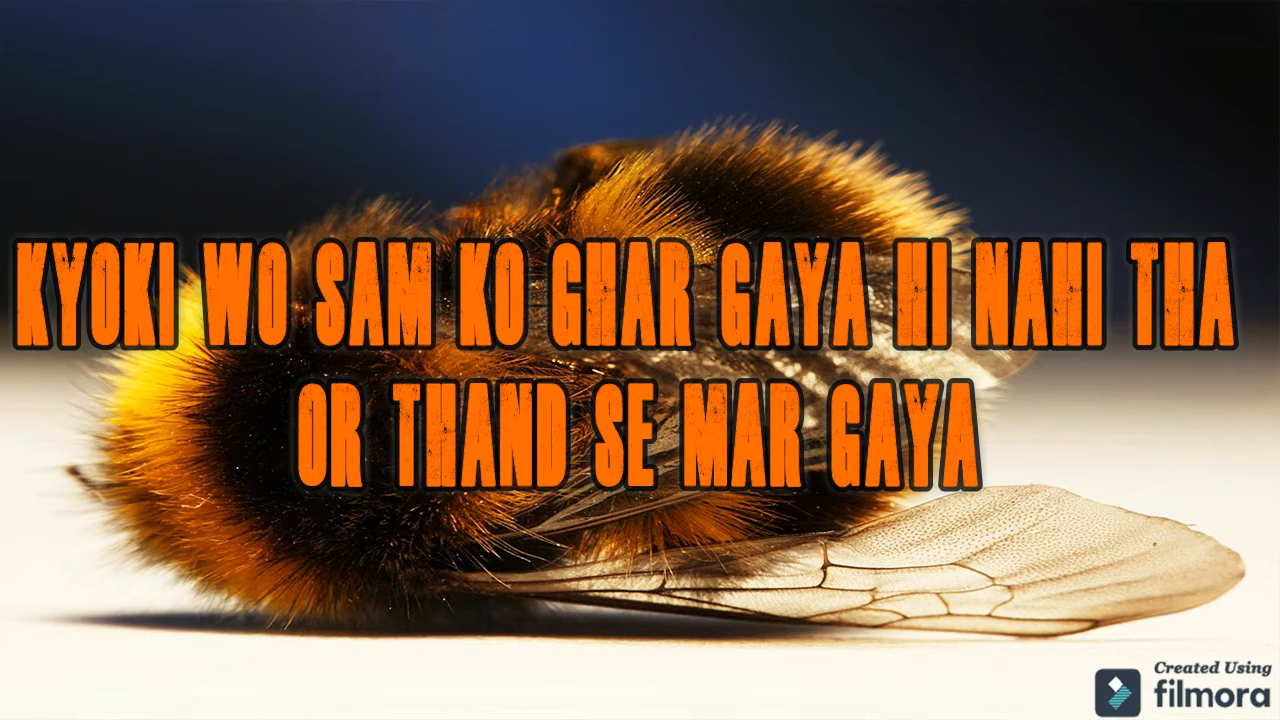 KYOKI WO SAM KO GHAR GAYA HI NAHI THA
OR THAND SE MAR GAYA
Created Using
filmora